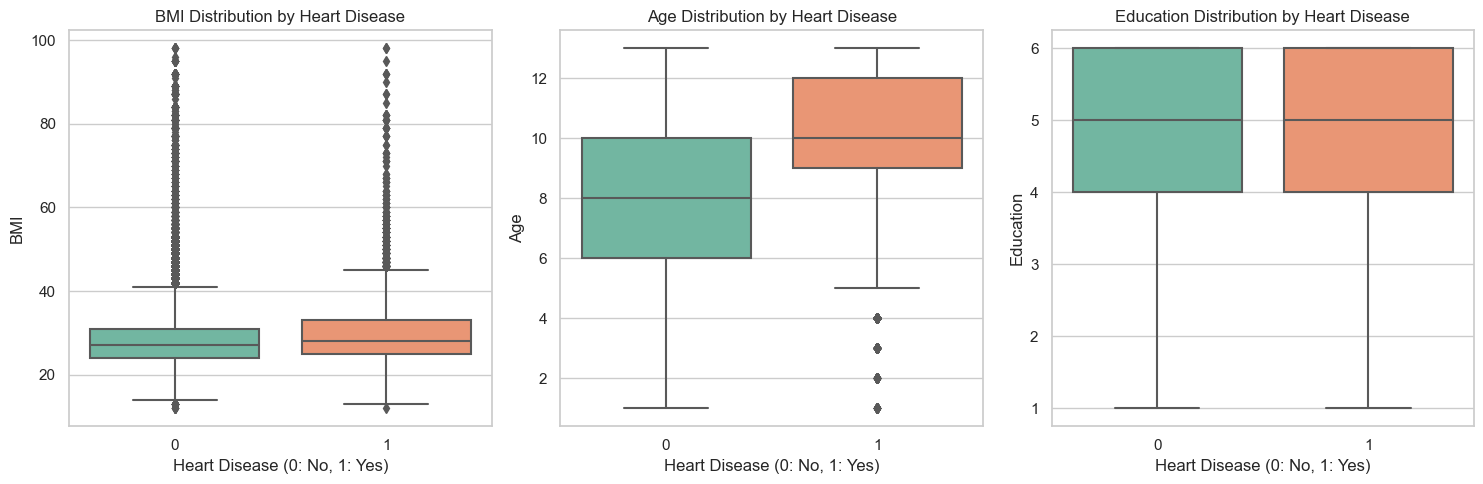 BMI Distribution by Heart Disease
100
80
60
40
20
BMI
0
1
Heart Disease (0: No, 1: Yes)
Age Distribution by Heart Disease
12
10
8
6
4
2
Age
0
1
Heart Disease (0: No, 1: Yes)
Education Distribution by Heart Disease
6
5
4
3
2
1
Education
0
1
Heart Disease (0: No, 1: Yes)